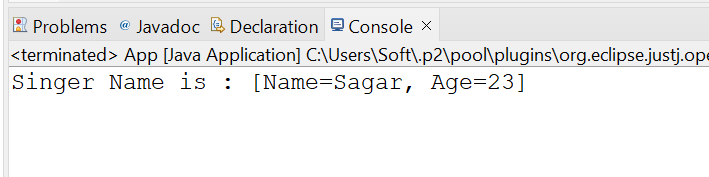 Problems @ Javadoc Declaration Console
<terminated> App [Java Application] C:\Users\Soft\.p2\pool\plugins\org.eclipse.justj.ope
Singer Name is : [Name=Sagar, Age=23]